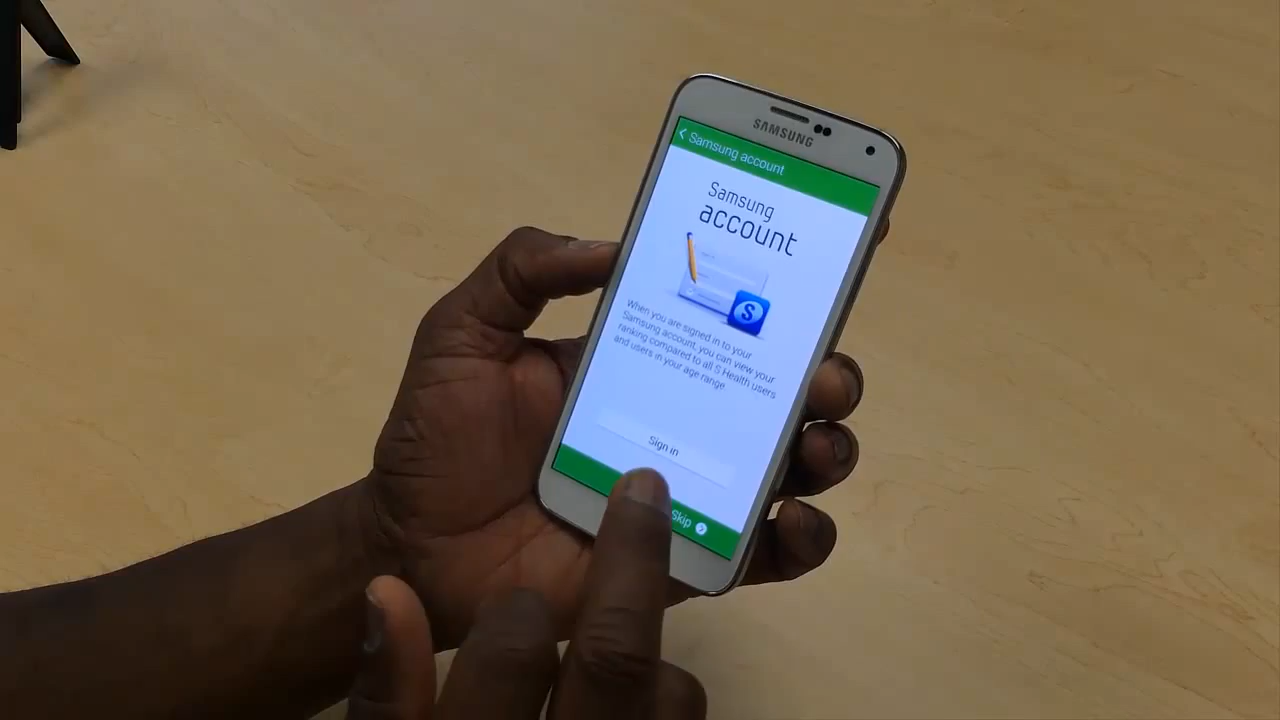 SAMSUNG
Samsung account
Samsung
account
When you are signed in to your
Samsung account, you can view your
ranking compared to all S Health users
and users in your age range.
Sign in
Skip